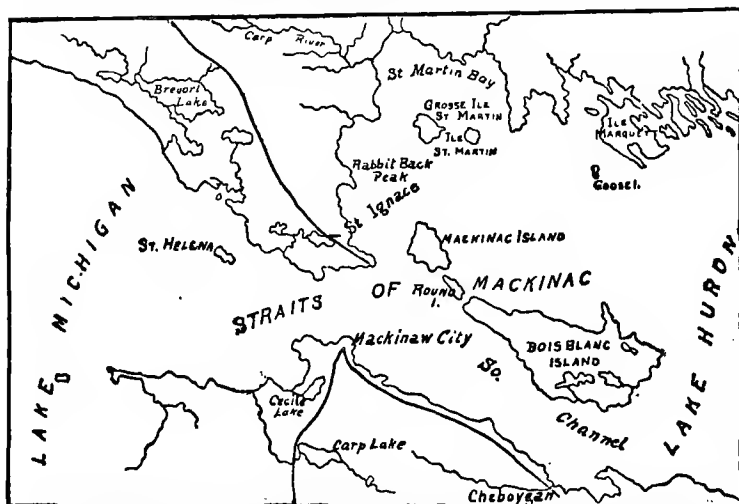 Carp River
St Martin Bay
Brevort
Lake
GROSSE ILE
ST MARTIN
ILE
ST. MARTIN
ILE
MARQUET
GOOSE I.
Rabbit Back
Peak
St Ignace
ST. HELENA
MACKINAC ISLAND
LAKE MICHIGAN
STRAITS OF MACKINAC
ROUND
I.
LAKE HURON
Mackinaw City
BOIS BLANC
ISLAND
So. Channel
Cecile
Lake
Carp Lake
Cheboygan